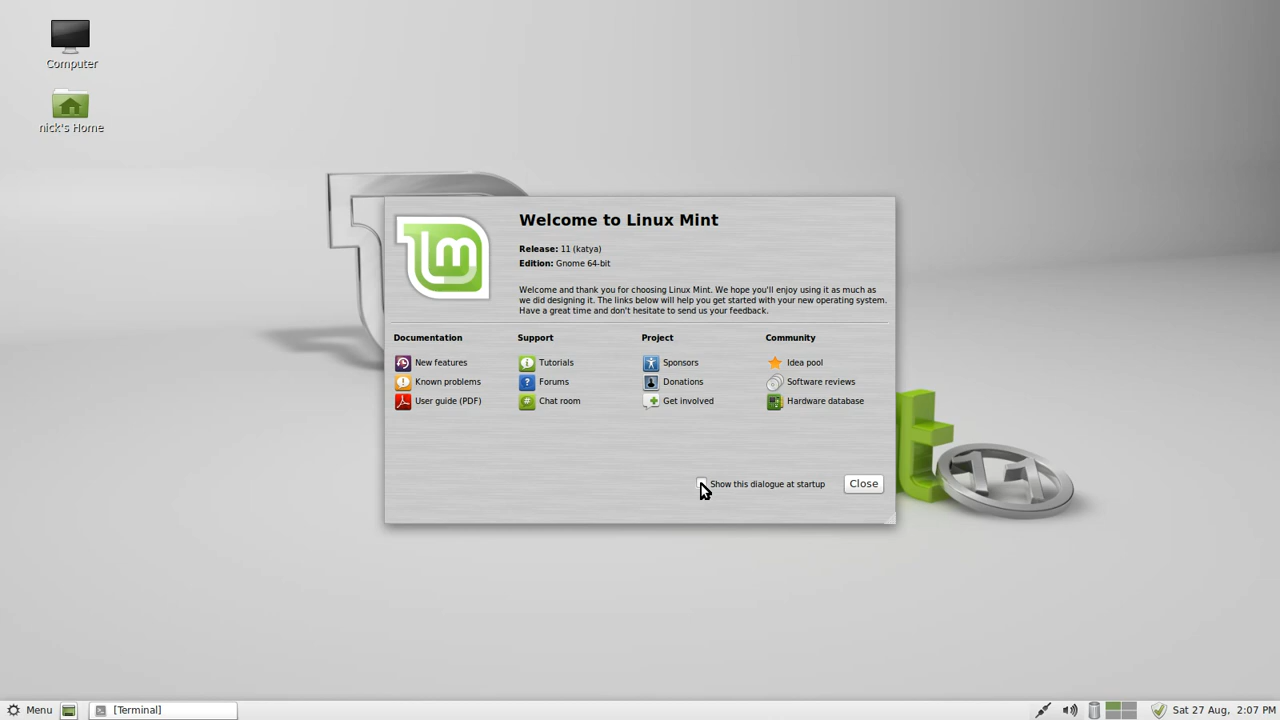 Computer
nick's Home
Welcome to Linux Mint
Release: 11 (katya)
Edition: Gnome 64-bit
Welcome and thank you for choosing Linux Mint. We hope you'll enjoy using it as much as
we did designing it. The links below will help you get started with your new operating system.
Have a great time and don't hesitate to send us your feedback.
Documentation Support Project Community
New features Tutorials Sponsors Idea pool
Known problems Forums Donations Software reviews
User guide (PDF) Chat room Get involved Hardware database
Show this dialogue at startup Close
t 11
Menu [Terminal] Sat 27 Aug, 2:07 PM